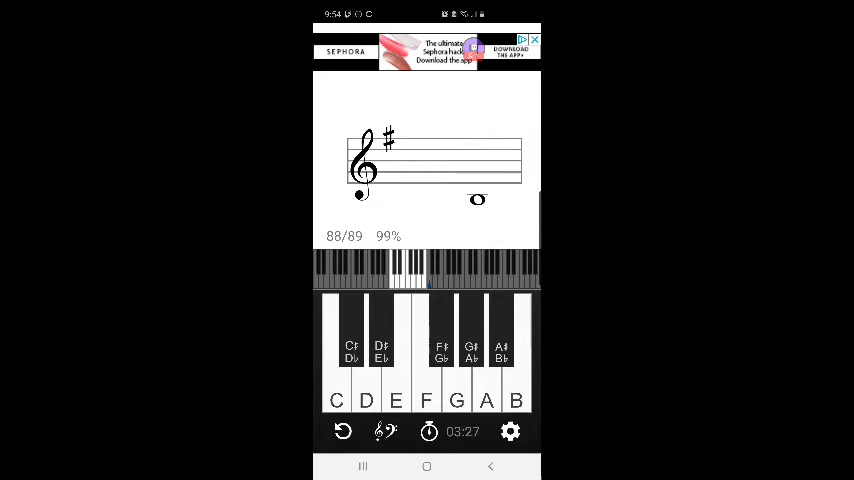 9:54
SEPHORA
The ultimate
Sephora hack
Download the app
DOWNLOAD
THE APP›
88/89 99%
C♯ D♯ F♯ G♯ A♯
D♭ E♭ G♭ A♭ B♭
C D E F G A B
03:27